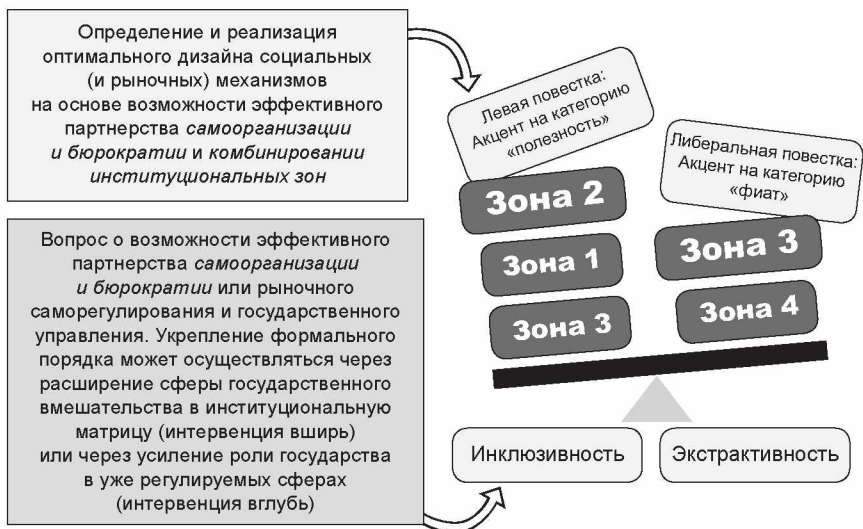 Определение и реализация
оптимального дизайна социальных
(и рыночных) механизмов
на основе возможности эффективного
партнерства самоорганизации
и бюрократии и комбинировании
институциональных зон
Вопрос о возможности эффективного
партнерства самоорганизации
и бюрократии или рыночного
саморегулирования и государственного
управления. Укрепление формального
порядка может осуществляться через
расширение сферы государственного
вмешательства в институциональную
матрицу (интервенция вширь)
или через усиление роли государства
в уже регулируемых сферах
(интервенция вглубь)
Левая повестка:
Акцент на категорию
«полезность»
Зона 2
Зона 1
Зона 3
Либеральная повестка:
Акцент на категорию
«фиат»
Зона 3
Зона 4
Инклюзивность
Экстрактивность